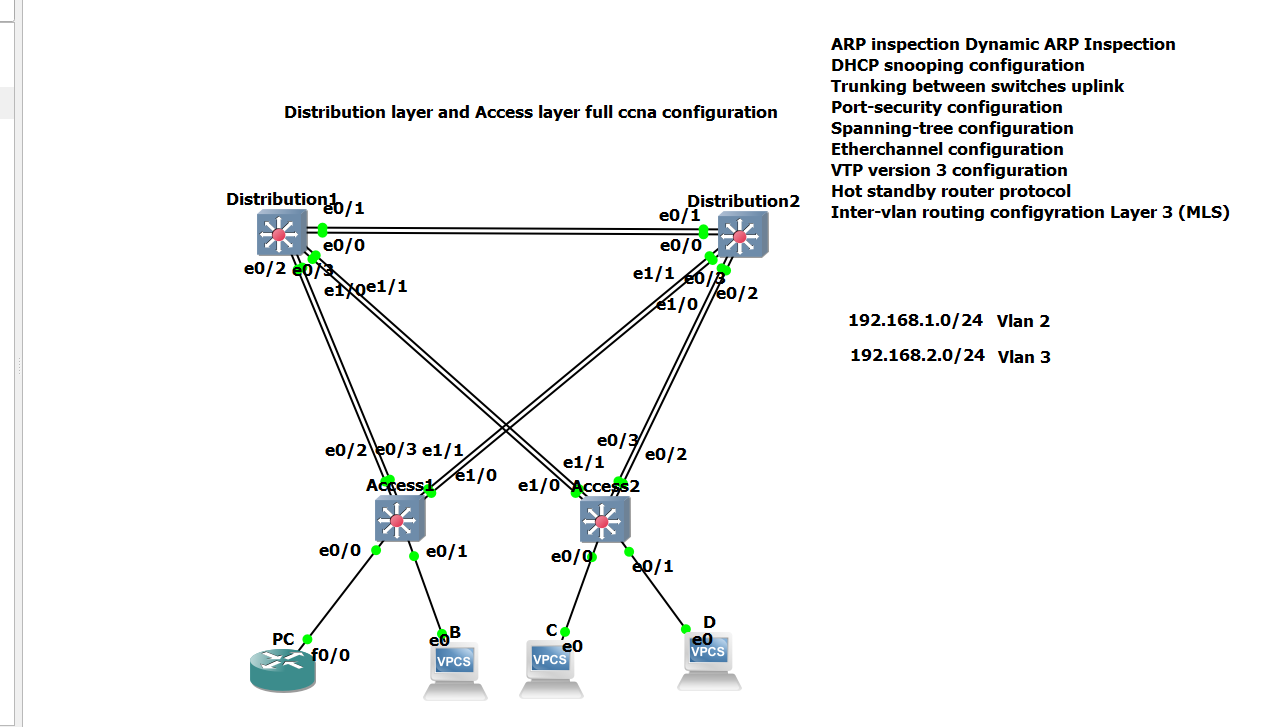 ARP inspection Dynamic ARP Inspection
DHCP snooping configuration
Trunking between switches uplink
Port-security configuration
Spanning-tree configuration
Etherchannel configuration
VTP version 3 configuration
Hot standby router protocol
Inter-vlan routing configyration Layer 3 (MLS)
Distribution layer and Access layer full ccna configuration
Distribution1
Distribution2
e0/1
e0/1
e0/0
e0/0
e0/2 e0/3
e1/1 e0/3
e1/0 e1/1
e1/0
e0/2
192.168.1.0/24 Vlan 2
192.168.2.0/24 Vlan 3
e0/2 e0/3 e1/1
e0/3
e0/2
e1/1
e1/0
e1/0
Access1
Access2
e0/0
e0/1
e0/0
e0/1
PC
f0/0
B
e0
VPCS
C
e0
VPCS
D
e0
VPCS